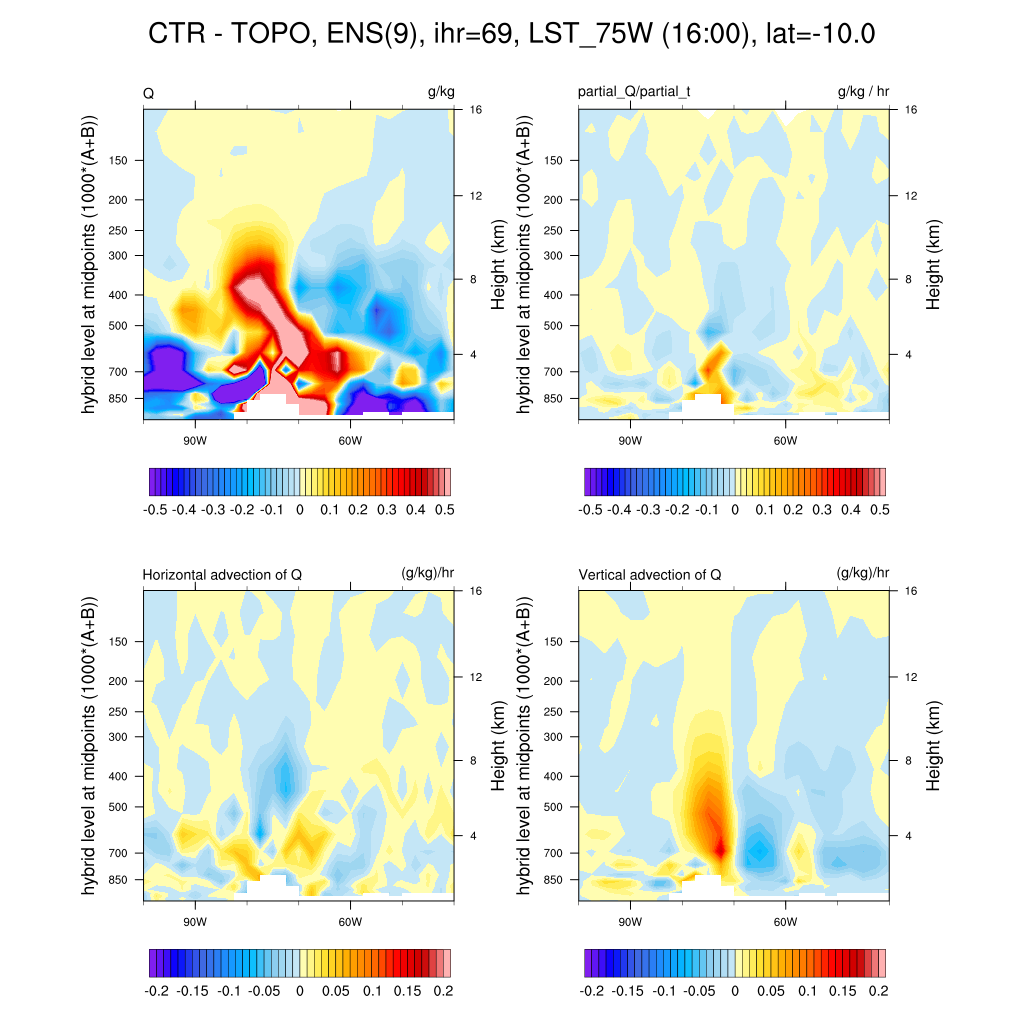 CTR - TOPO, ENS(9), ihr=69, LST_75W (16:00), lat=-10.0
Q g/kg
hybrid level at midpoints (1000*(A+B))
150
200
250
300
400
500
700
850
16
12
8
4
Height (km)
90W 60W
-0.5 -0.4 -0.3 -0.2 -0.1 0 0.1 0.2 0.3 0.4 0.5
partial_Q/partial_t g/kg / hr
hybrid level at midpoints (1000*(A+B))
150
200
250
300
400
500
700
850
16
12
8
4
Height (km)
90W 60W
-0.5 -0.4 -0.3 -0.2 -0.1 0 0.1 0.2 0.3 0.4 0.5
Horizontal advection of Q (g/kg)/hr
hybrid level at midpoints (1000*(A+B))
150
200
250
300
400
500
700
850
16
12
8
4
Height (km)
90W 60W
-0.2 -0.15 -0.1 -0.05 0 0.05 0.1 0.15 0.2
Vertical advection of Q (g/kg)/hr
hybrid level at midpoints (1000*(A+B))
150
200
250
300
400
500
700
850
16
12
8
4
Height (km)
90W 60W
-0.2 -0.15 -0.1 -0.05 0 0.05 0.1 0.15 0.2